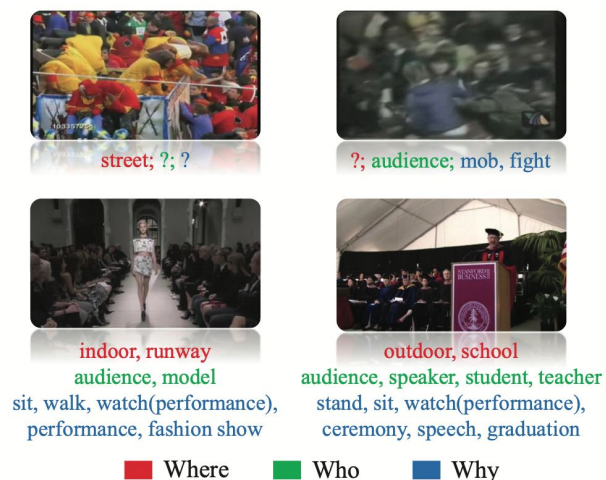 street; ?; ?
?; audience; mob, fight
STANFORD
BUSINESS
indoor, runway
audience, model
sit, walk, watch(performance),
performance, fashion show
outdoor, school
audience, speaker, student, teacher
stand, sit, watch(performance),
ceremony, speech, graduation
Where
Who
Why